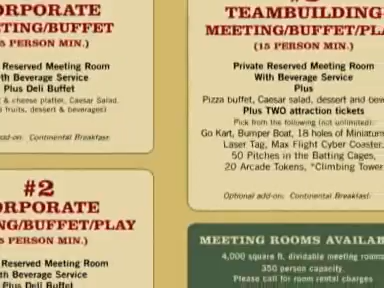 ORPORATE
TING/BUFFET
5 PERSON MIN.)
Reserved Meeting Room
th Beverage Service
Plus Deli Buffet
& cheese platter, Caesar Salad,
fruits, dessert & beverages)
add-on: Continental Breakfast.
#2
ORPORATE
NG/BUFFET/PLAY
PERSON MIN.)
Reserved Meeting Room
th Beverage Service
Plus Deli Buffet
TEAMBUILDING
MEETING/BUFFET/PLA
(15 PERSON MIN.)
Private Reserved Meeting Room
With Beverage Service
Plus
Pizza buffet, Caesar salad, dessert and bev
Plus TWO attraction tickets
Pick from the following (not unlimited):
Go Kart, Bumper Boat, 18 holes of Miniature
Laser Tag, Max Flight Cyber Coaster,
50 Pitches in the Batting Cages,
20 Arcade Tokens, *Climbing Tower
Optional add-on: Continental Breakfast.
MEETING ROOMS AVAILAB
4,000 square ft. dividable meeting rooms
350 person capacity.
Please call for room rental charges